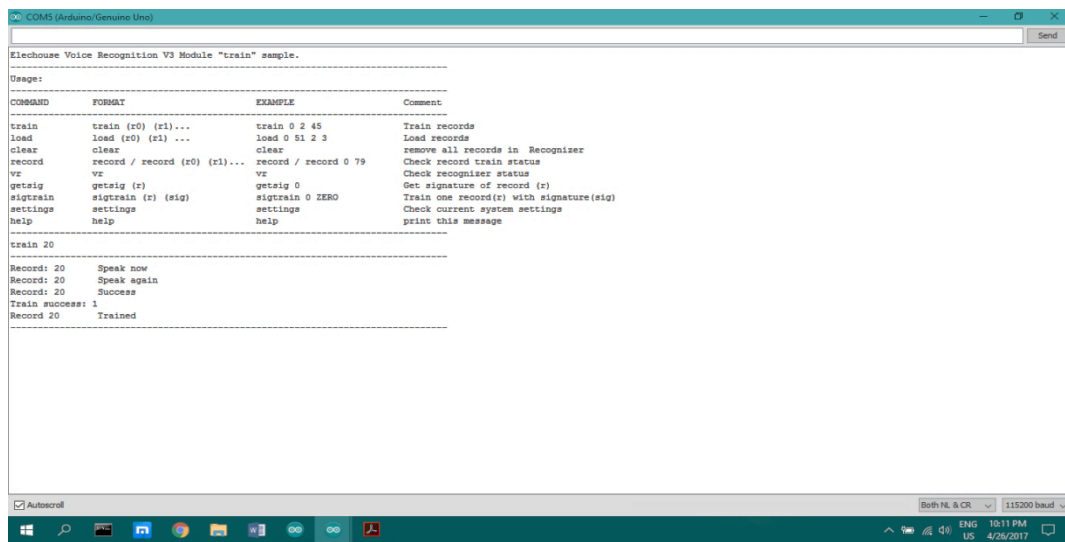 COM5 (Arduino/Genuino Uno)
Send
Elechouse Voice Recognition V3 Module "train" sample.
--------------------------------------------------------------------------------
Usage:
--------------------------------------------------------------------------------
COMMAND FORMAT EXAMPLE Comment
--------------------------------------------------------------------------------
train train (r0) (r1)... train 0 2 45 Train records
load load (r0) (r1) ... load 0 51 2 3 Load records
clear clear clear remove all records in Recognizer
record record / record (r0) (r1)... record / record 0 79 Check record train status
vr vr vr Check recognizer status
getsig getsig (r) getsig 0 Get signature of record (r)
sigtrain sigtrain (r) (sig) sigtrain 0 ZERO Train one record(r) with signature(sig)
settings settings settings Check current system settings
help help help print this message
--------------------------------------------------------------------------------
train 20
--------------------------------------------------------------------------------
Record: 20 Speak now
Record: 20 Speak again
Record: 20 Success
Train success: 1
Record 20 Trained
--------------------------------------------------------------------------------
Autoscroll
Both NL & CR 115200 baud
ENG 10:11 PM
US 4/26/2017